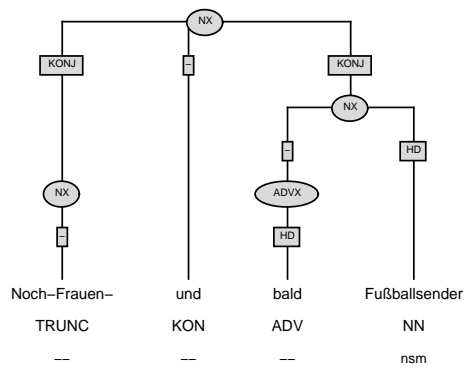 NX
KONJ – KONJ
NX
– HD
NX ADVX
– HD
Noch–Frauen– und bald Fußballsender
TRUNC KON ADV NN
–– –– –– nsm